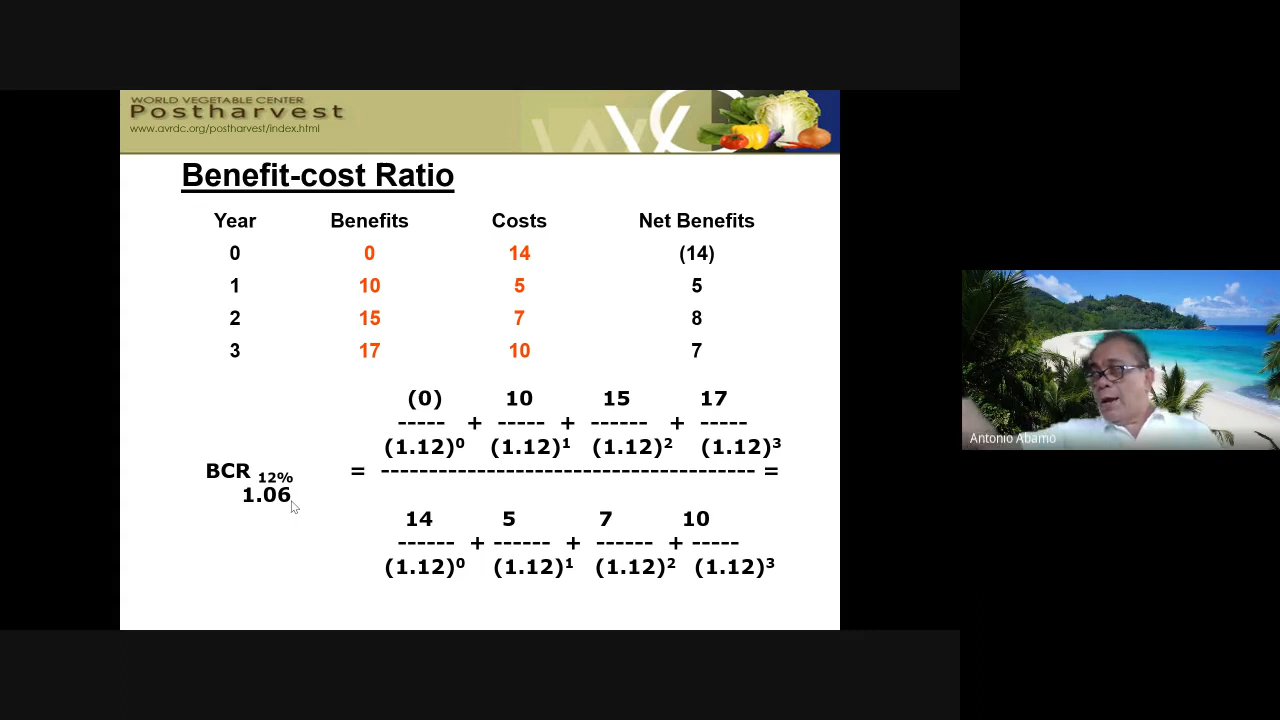 WORLD VEGETABLE CENTER
Postharvest
www.avrdc.org/postharvest/index.html
Benefit-cost Ratio
Year Benefits Costs Net Benefits
0 0 14 (14)
1 10 5 5
2 15 7 8
3 17 10 7
(0) 10 15 17
----- + ----- + ------ + -----
(1.12)⁰ (1.12)¹ (1.12)² (1.12)³
BCR 12% = --------------------------------------- =
1.06
14 5 7 10
------ + ------ + ------ + -----
(1.12)⁰ (1.12)¹ (1.12)² (1.12)³
Antonio Abamo